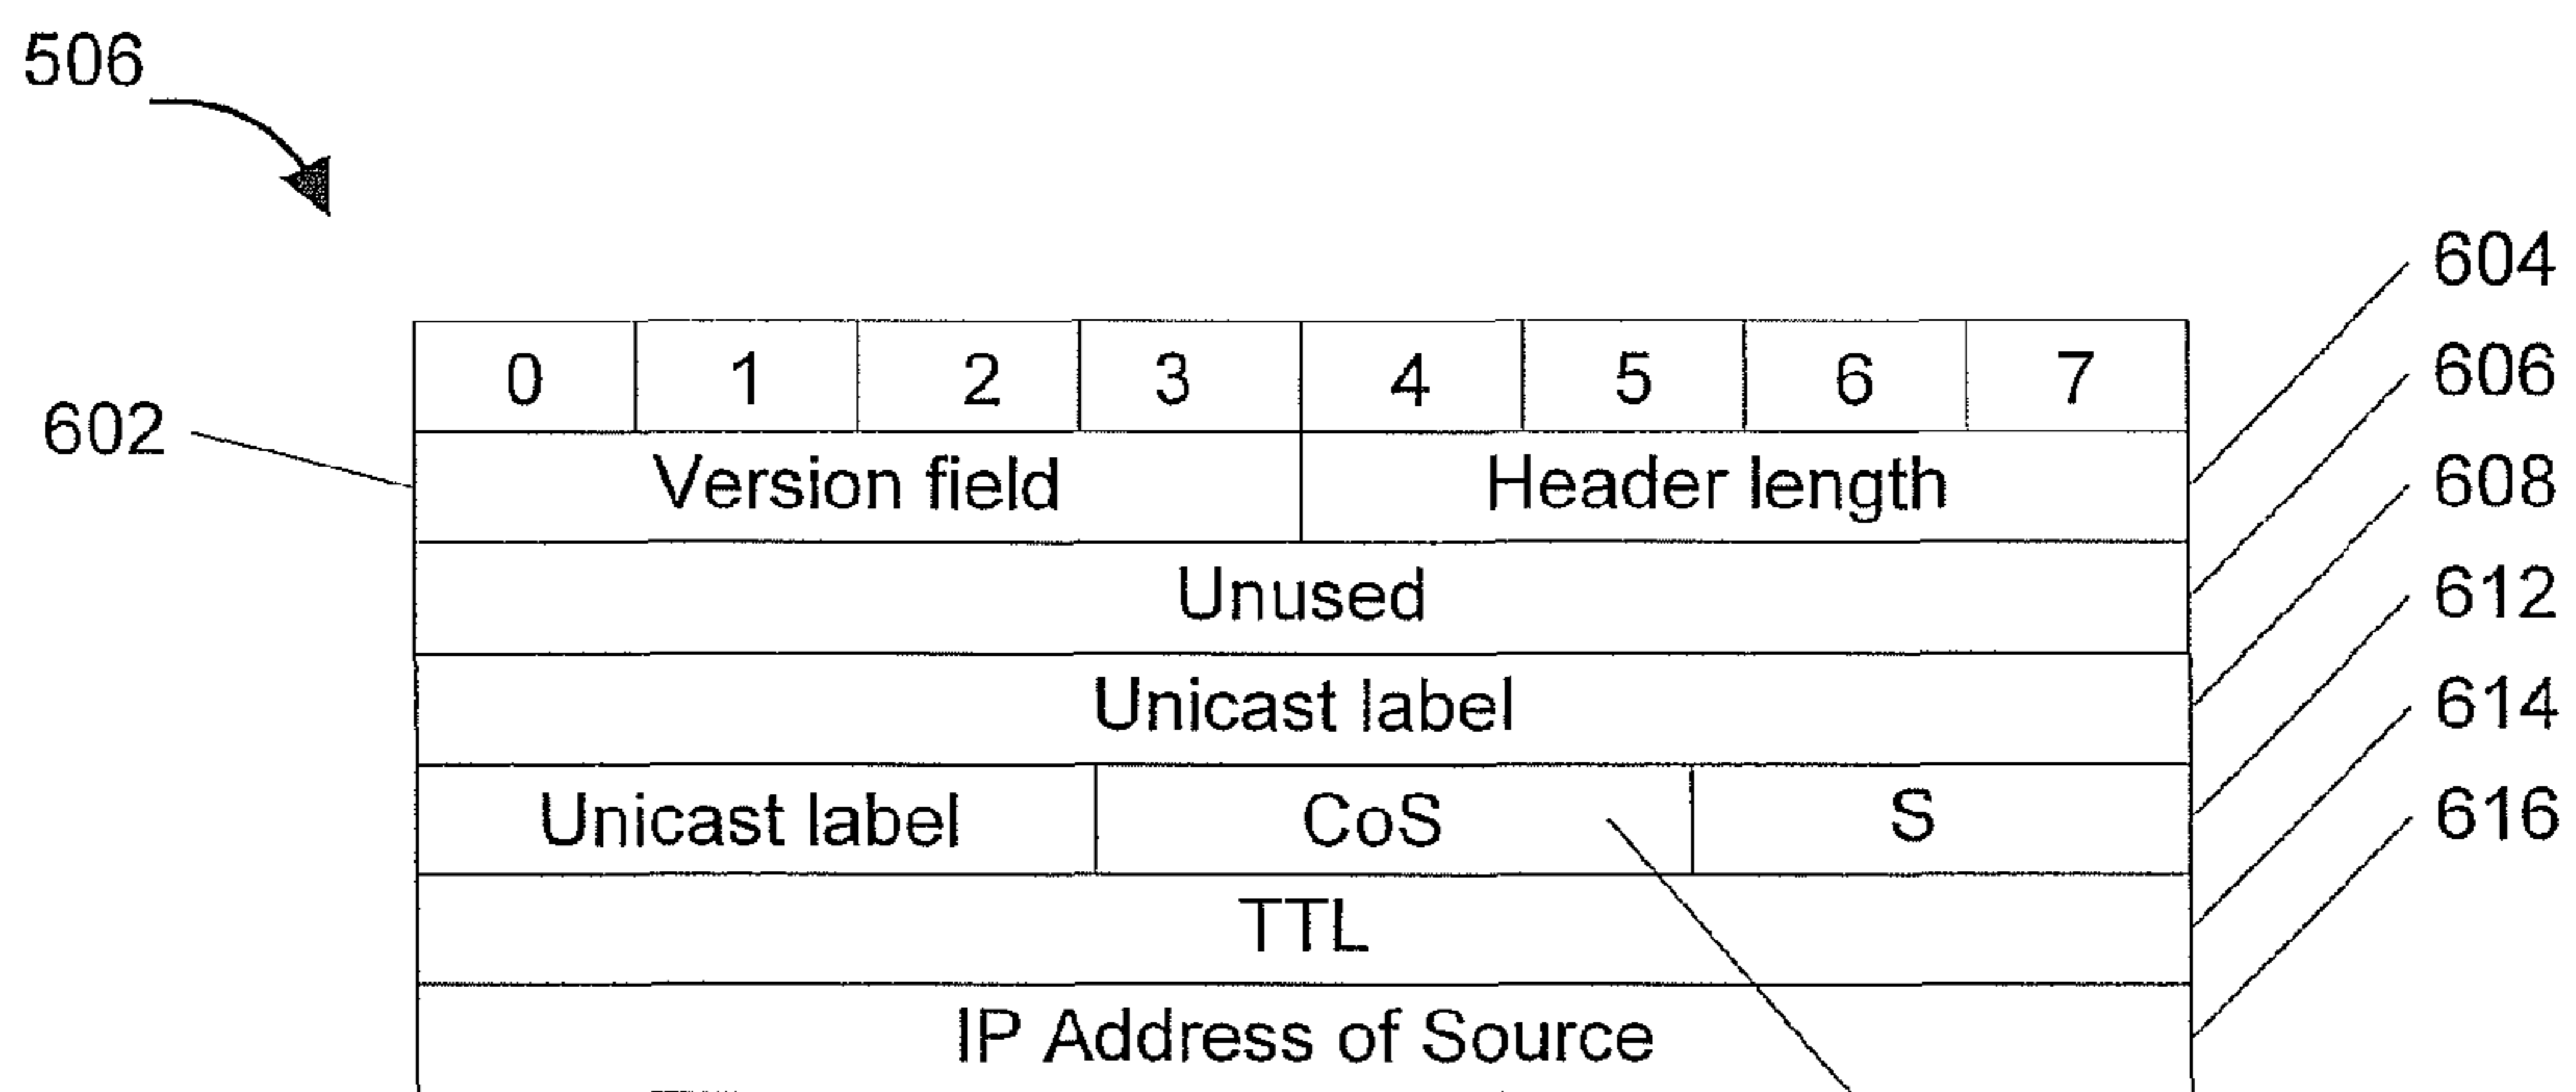 506
604
0 1 2 3 4 5 6 7
606
602
Version field Header length
608
Unused
612
Unicast label
614
Unicast label CoS S
616
TTL
IP Address of Source